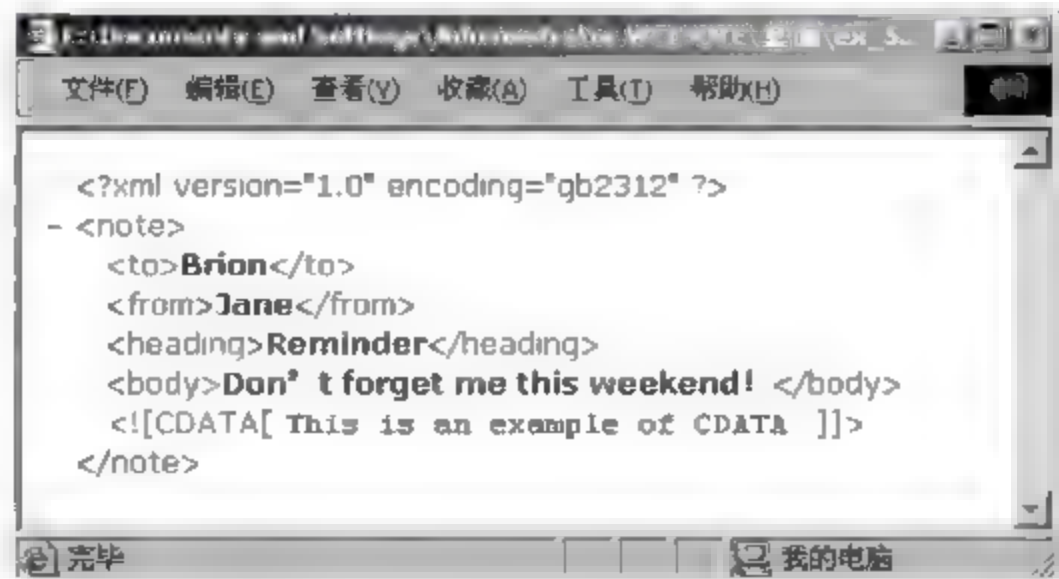 文件(F) 编辑(E) 查看(V) 收藏(A) 工具(T) 帮助(H)
<?xml version="1.0" encoding="gb2312" ?>
- <note>
<to>Brion</to>
<from>Jane</from>
<heading>Reminder</heading>
<body>Don’ t forget me this weekend! </body>
<![CDATA[ This is an example of CDATA ]]>
</note>
完毕 我的电脑